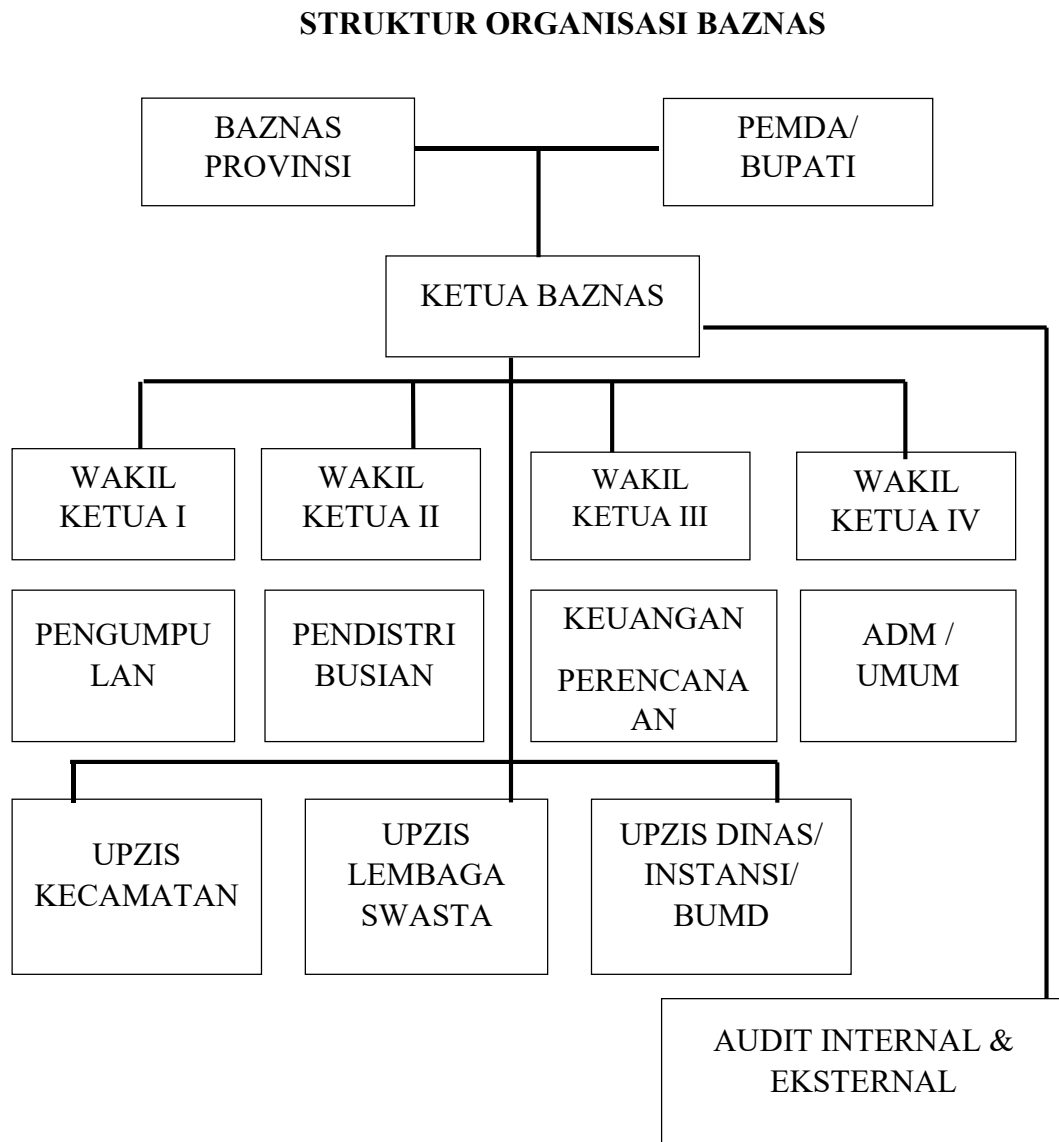 STRUKTUR ORGANISASI BAZNAS
BAZNAS
PROVINSI
PEMDA/
BUPATI
KETUA BAZNAS
WAKIL
KETUA I
WAKIL
KETUA II
WAKIL
KETUA III
WAKIL
KETUA IV
PENGUMPU
LAN
PENDISTRI
BUSIAN
KEUANGAN
PERENCANA
AN
ADM /
UMUM
UPZIS
KECAMATAN
UPZIS
LEMBAGA
SWASTA
UPZIS DINAS/
INSTANSI/
BUMD
AUDIT INTERNAL &
EKSTERNAL